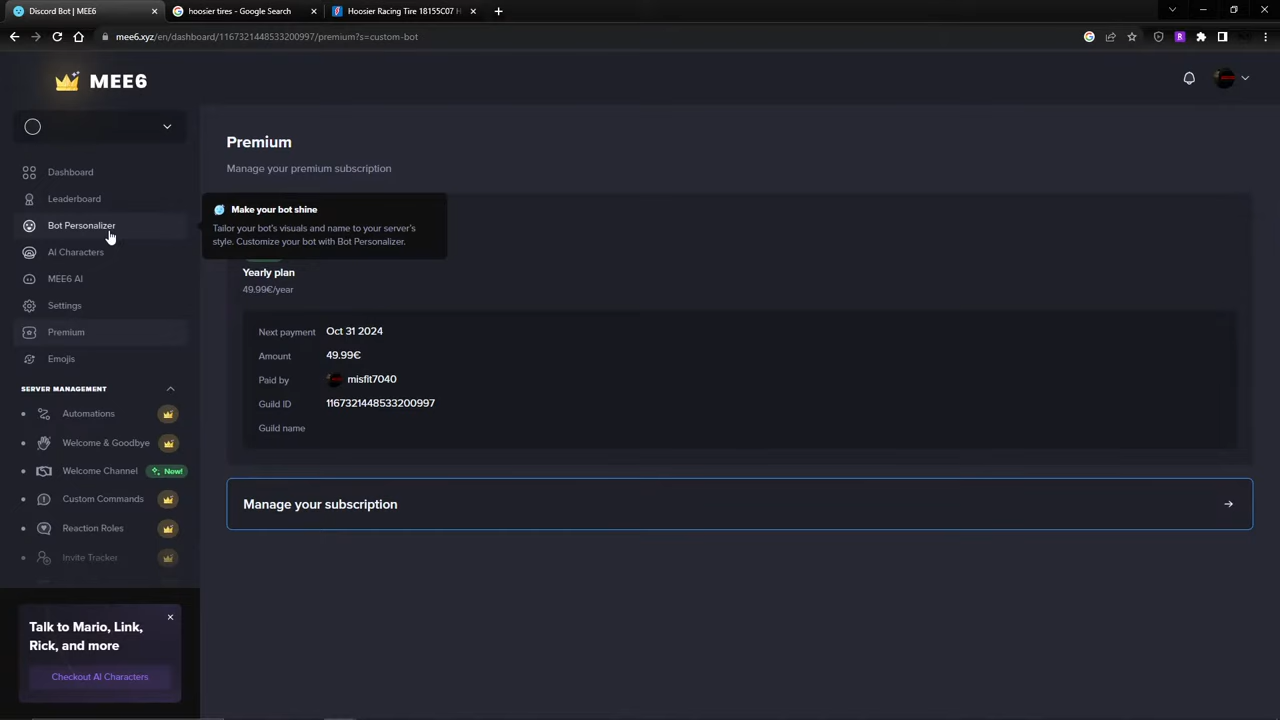 Discord Bot | MEE6
hoosier tires - Google Search
Hoosier Racing Tire 18155C07 H
mee6.xyz/en/dashboard/1167321448533200997/premium?s=custom-bot
MEE6
Dashboard
Leaderboard
Bot Personalizer
AI Characters
MEE6 AI
Settings
Premium
Emojis
SERVER MANAGEMENT
Automations
Welcome & Goodbye
Welcome Channel
New!
Custom Commands
Reaction Roles
Invite Tracker
Talk to Mario, Link,
Rick, and more
Checkout AI Characters
Premium
Manage your premium subscription
Make your bot shine
Tailor your bot's visuals and name to your server's
style. Customize your bot with Bot Personalizer.
Yearly plan
49.99€/year
Next payment Oct 31 2024
Amount 49.99€
Paid by misfit7040
Guild ID 1167321448533200997
Guild name
Manage your subscription